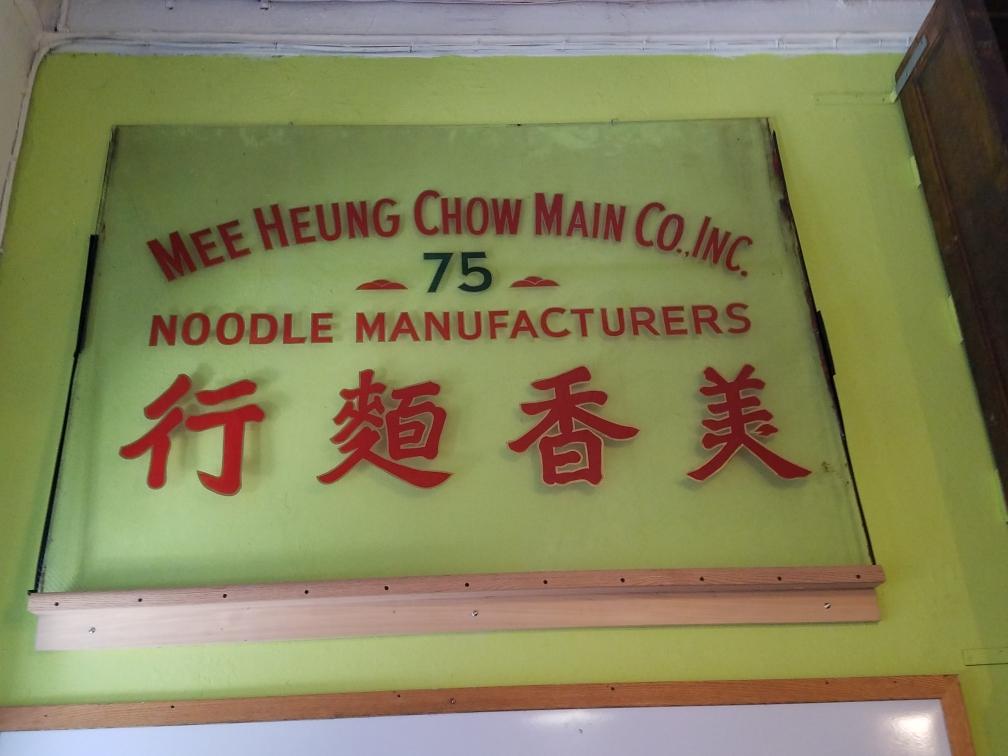 MEE HEUNG CHOW MAIN CO., INC.
75
NOODLE MANUFACTURERS
美香麵行